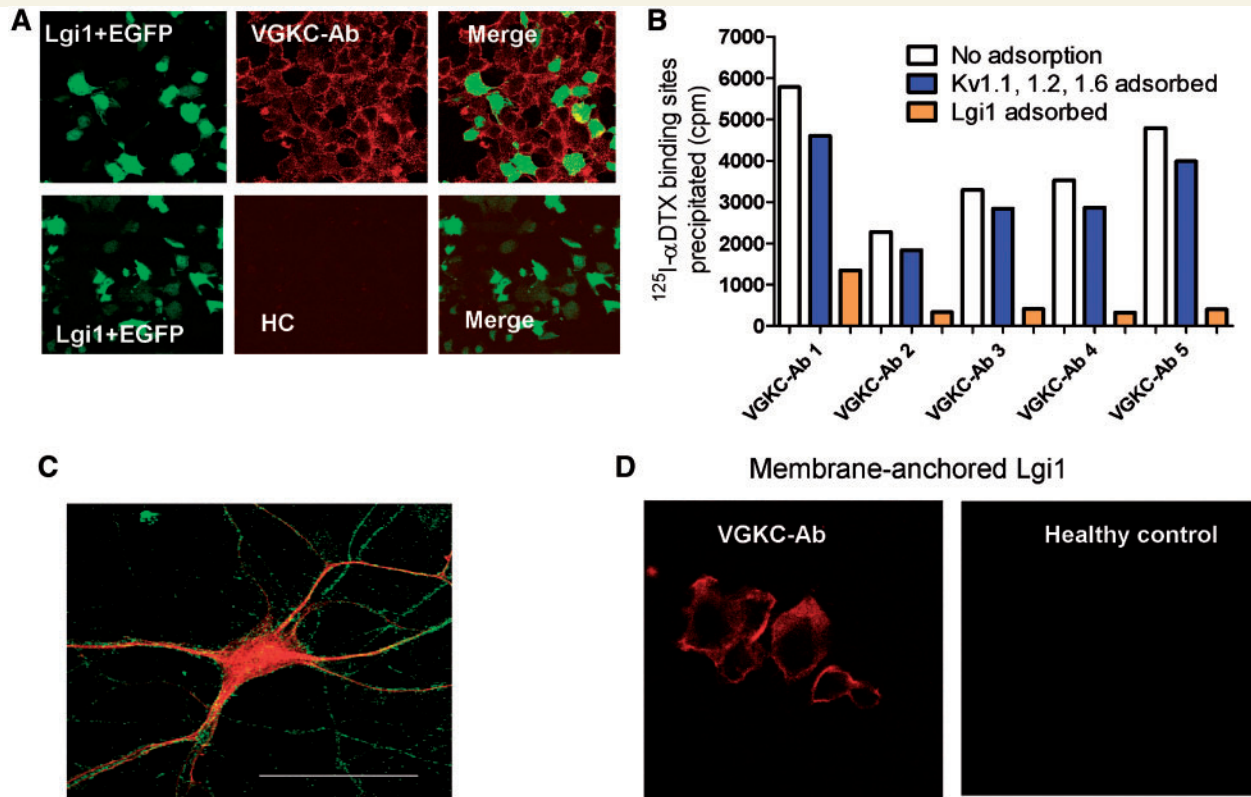 A
Lgi1+EGFP
VGKC-Ab
Merge
Lgi1+EGFP
HC
Merge
B
125I-αDTX binding sites
precipitated (cpm)
7000
6000
5000
4000
3000
2000
1000
0
No adsorption
Kv1.1, 1.2, 1.6 adsorbed
Lgi1 adsorbed
VGKC-Ab 1
VGKC-Ab 2
VGKC-Ab 3
VGKC-Ab 4
VGKC-Ab 5
C
D
Membrane-anchored Lgi1
VGKC-Ab
Healthy control